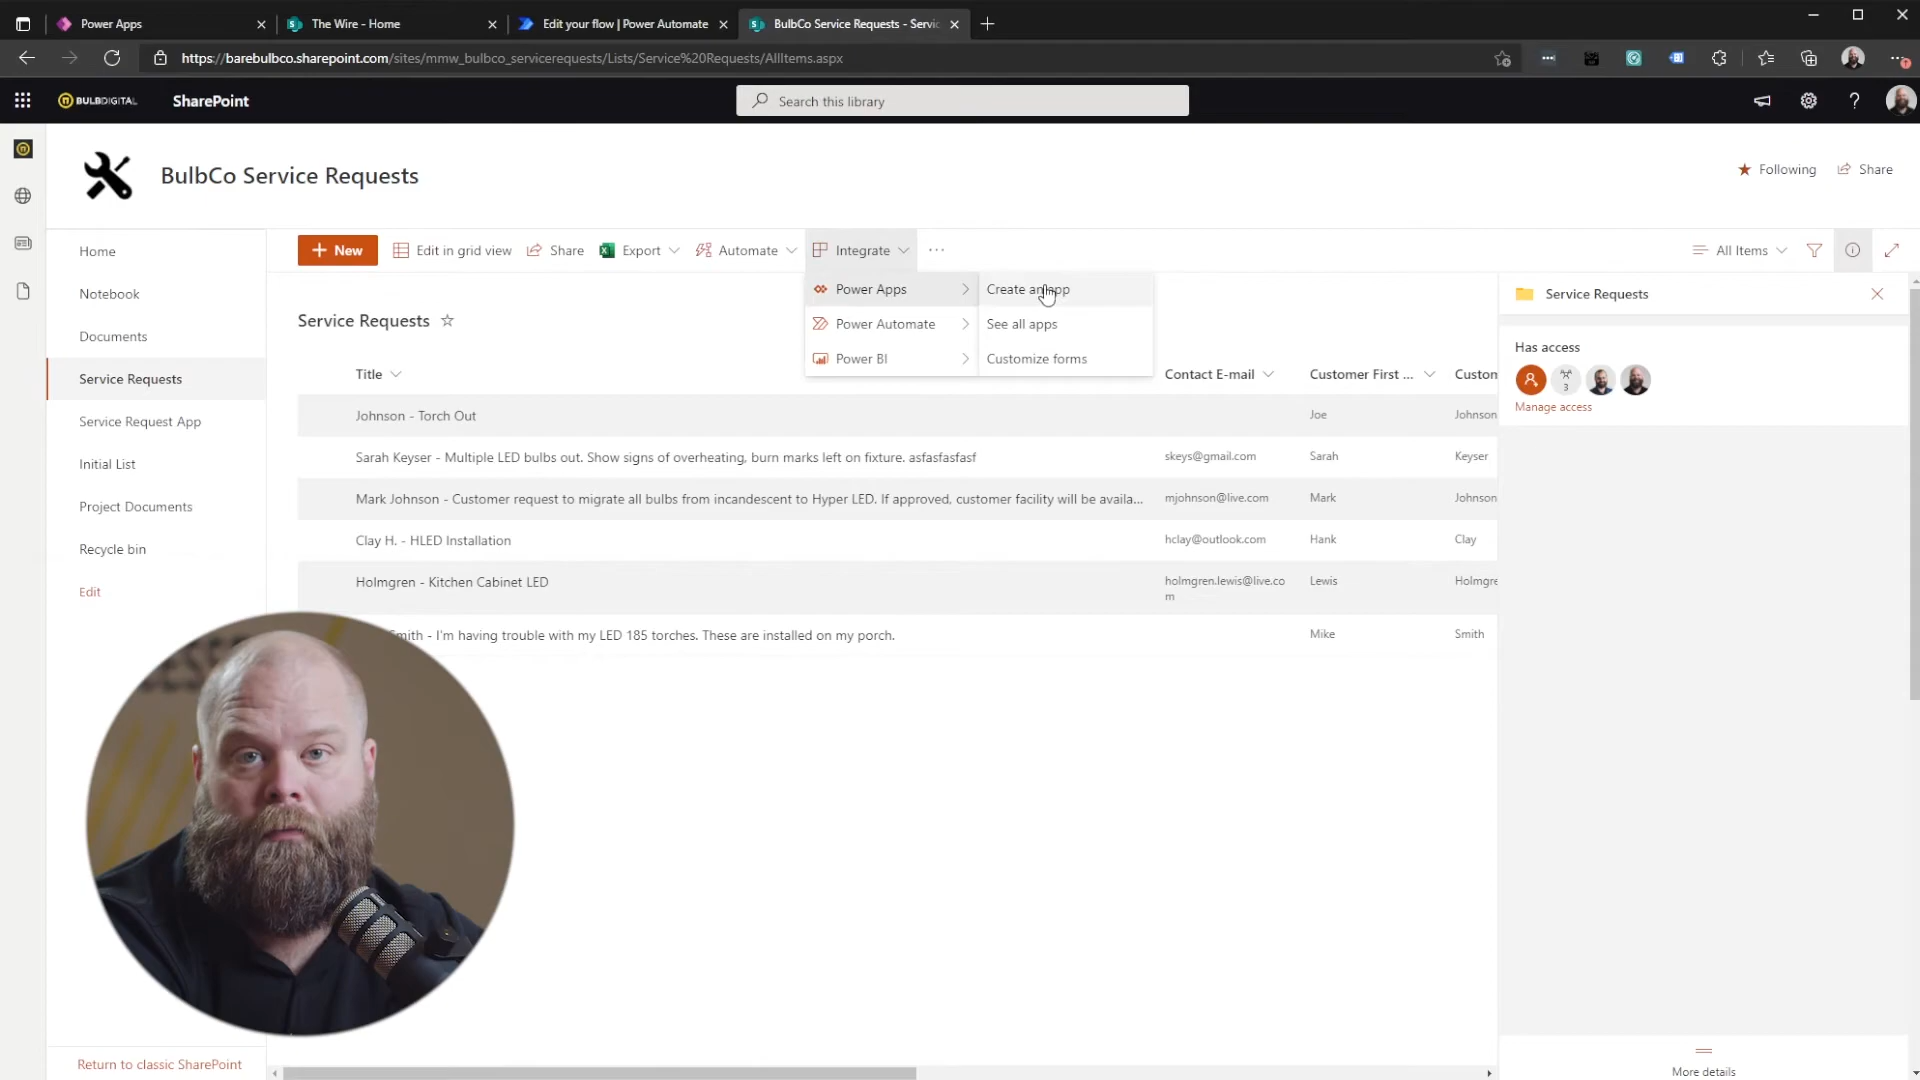 Power Apps
The Wire - Home
Edit your flow | Power Automate
BulbCo Service Requests - Servic
https://barebulbco.sharepoint.com/sites/mmw_bulbco_servicerequests/Lists/Service%20Requests/AllItems.aspx
BULBDIGITAL
SharePoint
Search this library
BulbCo Service Requests
Following
Share
Home
Notebook
Documents
Service Requests
Service Request App
Initial List
Project Documents
Recycle bin
Edit
Return to classic SharePoint
+ New
Edit in grid view
Share
Export
Automate
Integrate
...
All Items
Power Apps
Power Automate
Power BI
Create an app
See all apps
Customize forms
Service Requests
Title
Contact E-mail
Customer First ...
Custom
Johnson - Torch Out
Joe
Johnson
Sarah Keyser - Multiple LED bulbs out. Show signs of overheating, burn marks left on fixture. asfasfasfasf
skeys@gmail.com
Sarah
Keyser
Mark Johnson - Customer request to migrate all bulbs from incandescent to Hyper LED. If approved, customer facility will be availa...
mjohnson@live.com
Mark
Johnson
Clay H. - HLED Installation
hclay@outlook.com
Hank
Clay
Holmgren - Kitchen Cabinet LED
holmgren.lewis@live.co
m
Lewis
Holmgre
Smith - I'm having trouble with my LED 185 torches. These are installed on my porch.
Mike
Smith
Service Requests
Has access
3
Manage access
More details